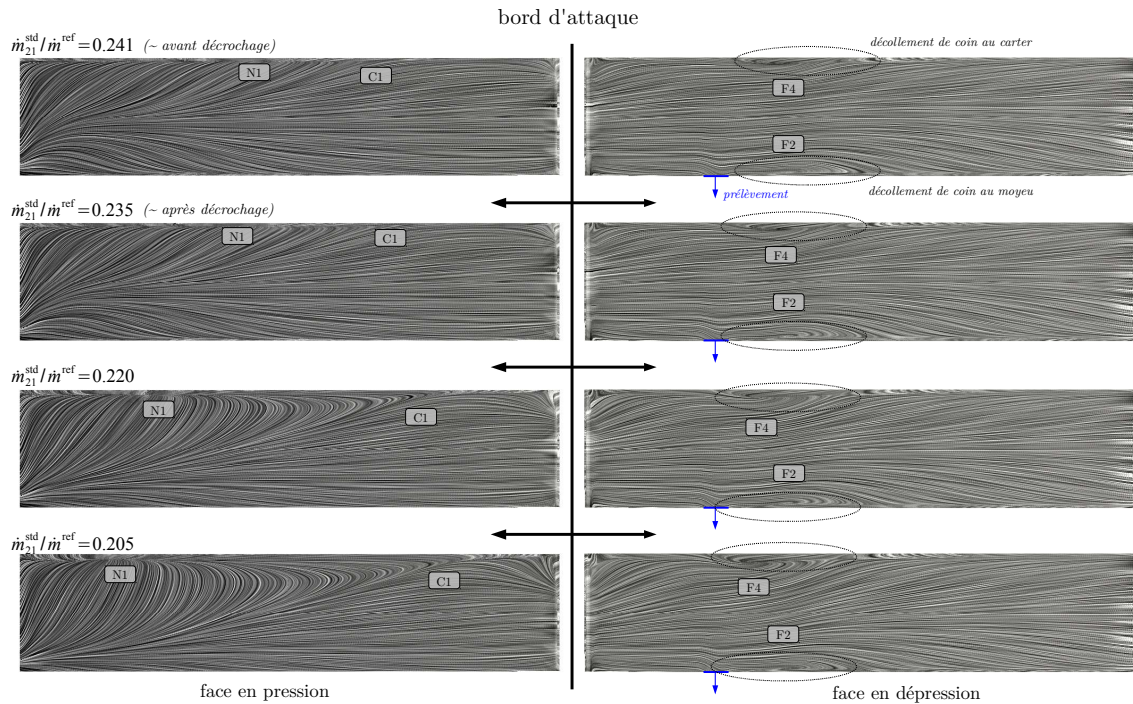 bord d'attaque
ṁ₂₁ˢᵗᵈ/ṁʳᵉᶠ=0.241 (~ avant décrochage)
décollement de coin au carter
N1
C1
F4
F2
prélèvement
décollement de coin au moyeu
ṁ₂₁ˢᵗᵈ/ṁʳᵉᶠ=0.235 (~ après décrochage)
N1
C1
F4
F2
ṁ₂₁ˢᵗᵈ/ṁʳᵉᶠ=0.220
N1
C1
F4
F2
ṁ₂₁ˢᵗᵈ/ṁʳᵉᶠ=0.205
N1
C1
F4
F2
face en pression
face en dépression